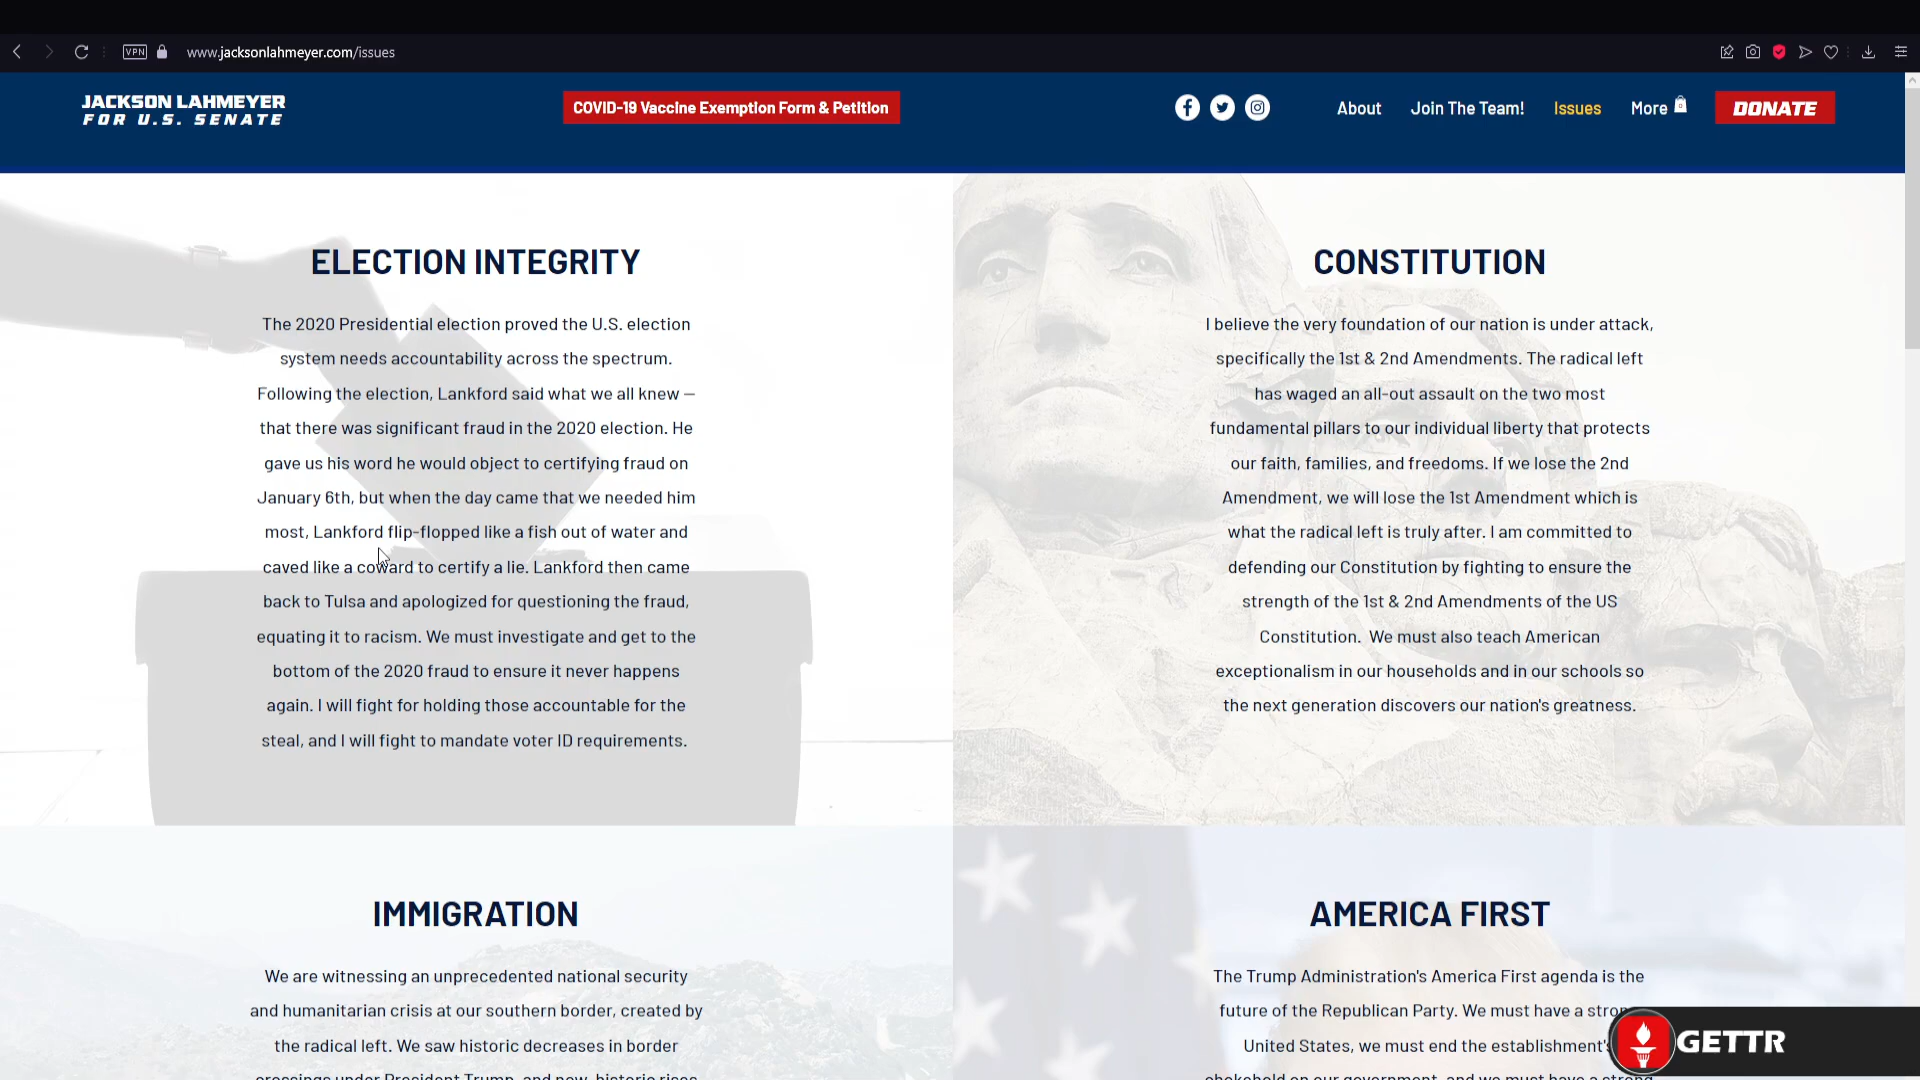 VPN
www.jacksonlahmeyer.com/issues
JACKSON LAHMEYER
FOR U.S. SENATE
COVID-19 Vaccine Exemption Form & Petition
About
Join The Team!
Issues
More
0
DONATE
ELECTION INTEGRITY
The 2020 Presidential election proved the U.S. election
system needs accountability across the spectrum.
Following the election, Lankford said what we all knew —
that there was significant fraud in the 2020 election. He
gave us his word he would object to certifying fraud on
January 6th, but when the day came that we needed him
most, Lankford flip-flopped like a fish out of water and
caved like a coward to certify a lie. Lankford then came
back to Tulsa and apologized for questioning the fraud,
equating it to racism. We must investigate and get to the
bottom of the 2020 fraud to ensure it never happens
again. I will fight for holding those accountable for the
steal, and I will fight to mandate voter ID requirements.
CONSTITUTION
I believe the very foundation of our nation is under attack,
specifically the 1st & 2nd Amendments. The radical left
has waged an all-out assault on the two most
fundamental pillars to our individual liberty that protects
our faith, families, and freedoms. If we lose the 2nd
Amendment, we will lose the 1st Amendment which is
what the radical left is truly after. I am committed to
defending our Constitution by fighting to ensure the
strength of the 1st & 2nd Amendments of the US
Constitution. We must also teach American
exceptionalism in our households and in our schools so
the next generation discovers our nation's greatness.
IMMIGRATION
We are witnessing an unprecedented national security
and humanitarian crisis at our southern border, created by
the radical left. We saw historic decreases in border
crossings under President Trump, and now, historic rises
AMERICA FIRST
The Trump Administration's America First agenda is the
future of the Republican Party. We must have a strong
United States, we must end the establishment's
chokehold on our government, and we must have a strong
GETTR